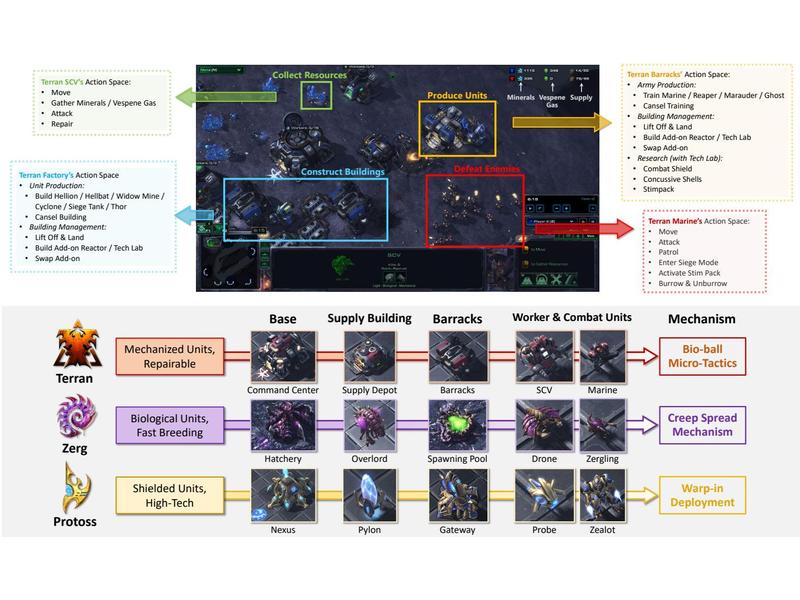 Terran SCV's Action Space:
• Move
• Gather Minerals / Vespene Gas
• Attack
• Repair
Terran Factory's Action Space
• Unit Production:
• Build Hellion / Hellbat / Widow Mine /
Cyclone / Siege Tank / Thor
• Cansel Building
• Building Management:
• Lift Off & Land
• Build Add-on Reactor / Tech Lab
• Swap Add-on
Collect Resources
Produce Units
Minerals
Vespene
Gas
Supply
Construct Buildings
Defeat Enemies
SCV
Terran Barracks' Action Space:
• Army Production:
• Train Marine / Reaper / Marauder / Ghost
• Cansel Training
• Building Management:
• Lift Off & Land
• Build Add-on Reactor / Tech Lab
• Swap Add-on
• Research (with Tech Lab):
• Combat Shield
• Concussive Shells
• Stimpack
Terran Marine's Action Space:
• Move
• Attack
• Patrol
• Enter Siege Mode
• Activate Stim Pack
• Burrow & Unburrow
Base
Supply Building
Barracks
Worker & Combat Units
Mechanism
Terran
Mechanized Units,
Repairable
Command Center
Supply Depot
Barracks
SCV
Marine
Bio-ball
Micro-Tactics
Zerg
Biological Units,
Fast Breeding
Hatchery
Overlord
Spawning Pool
Drone
Zergling
Creep Spread
Mechanism
Protoss
Shielded Units,
High-Tech
Nexus
Pylon
Gateway
Probe
Zealot
Warp-in
Deployment